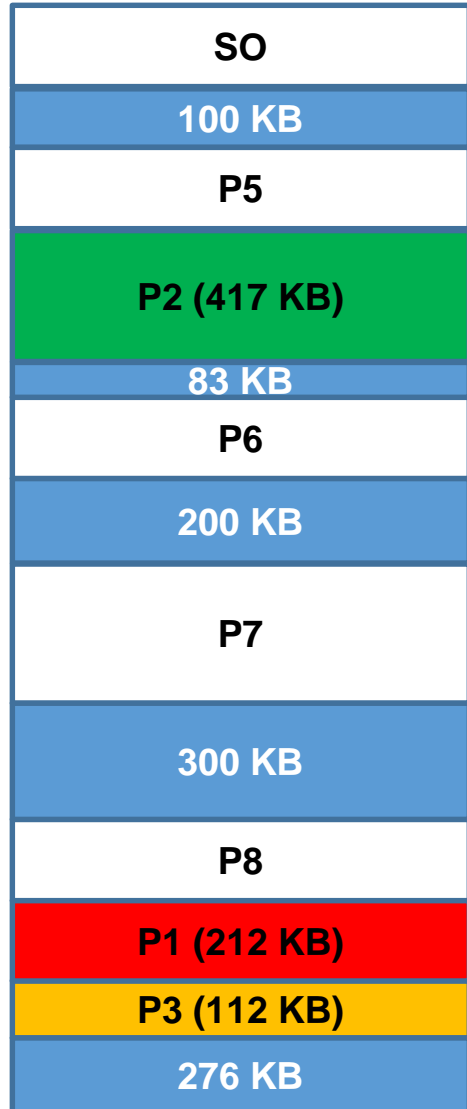 SO
100 KB
P5
P2 (417 KB)
83 KB
P6
200 KB
P7
300 KB
P8
P1 (212 KB)
P3 (112 KB)
276 KB